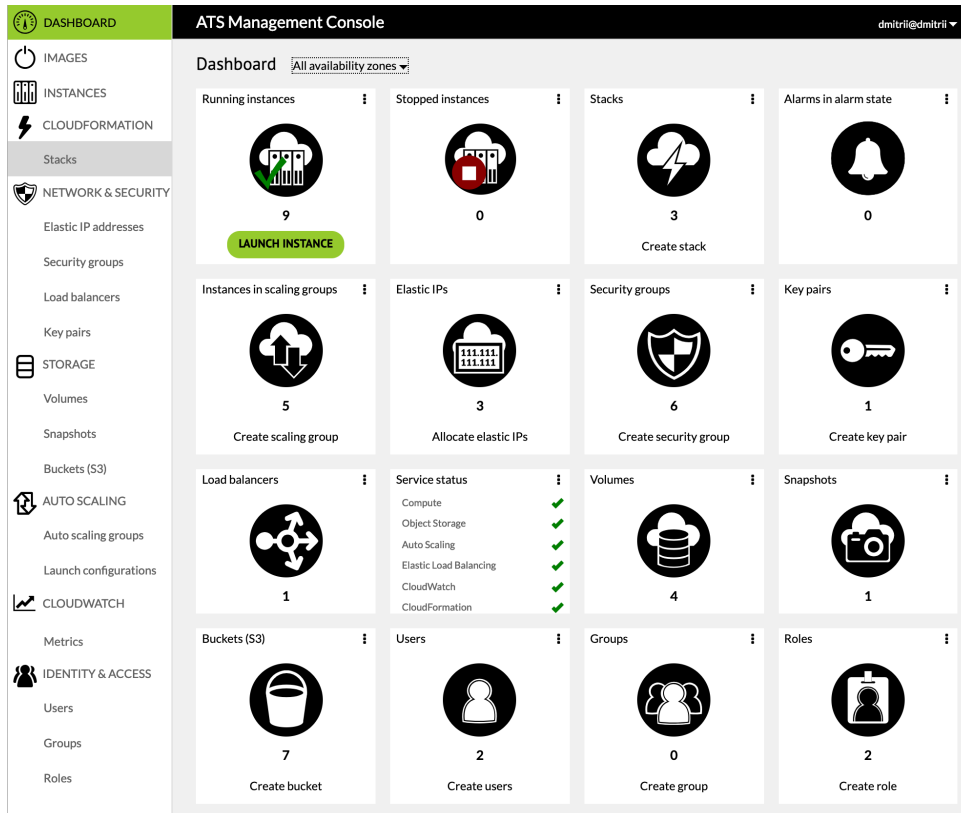 DASHBOARD
IMAGES
INSTANCES
CLOUDFORMATION
Stacks
NETWORK & SECURITY
Elastic IP addresses
Security groups
Load balancers
Key pairs
STORAGE
Volumes
Snapshots
Buckets (S3)
AUTO SCALING
Auto scaling groups
Launch configurations
CLOUDWATCH
Metrics
IDENTITY & ACCESS
Users
Groups
Roles
ATS Management Console
dmitrii@dmitrii
Dashboard
All availability zones
Running instances
9
LAUNCH INSTANCE
Stopped instances
0
Stacks
3
Create stack
Alarms in alarm state
0
Instances in scaling groups
5
Create scaling group
Elastic IPs
111.111.
111.111
3
Allocate elastic IPs
Security groups
6
Create security group
Key pairs
1
Create key pair
Load balancers
1
Service status
Compute
Object Storage
Auto Scaling
Elastic Load Balancing
CloudWatch
CloudFormation
Volumes
4
Snapshots
1
Buckets (S3)
7
Create bucket
Users
2
Create users
Groups
0
Create group
Roles
2
Create role